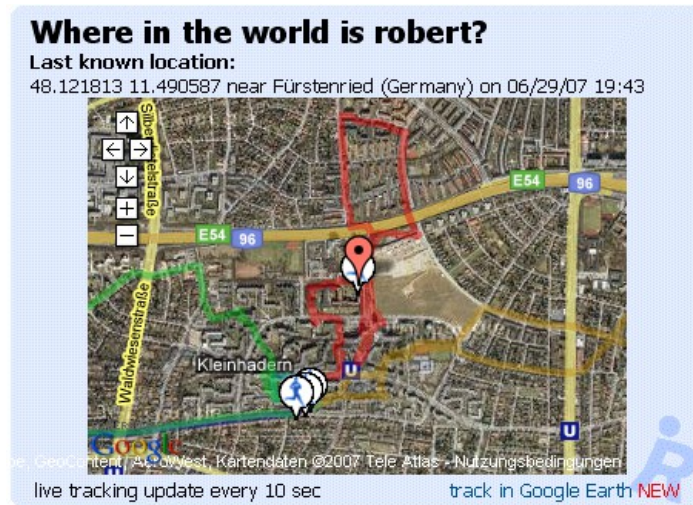 Where in the world is robert?
Last known location:
48.121813 11.490587 near Fürstenried (Germany) on 06/29/07 19:43
E54 96
E54 96
Waldwiesenstraße
Kleinhadern
U
U
Google
GeoContent, AeroWest, Kartendaten ©2007 Tele Atlas - Nutzungsbedingungen
live tracking update every 10 sec
track in Google Earth NEW